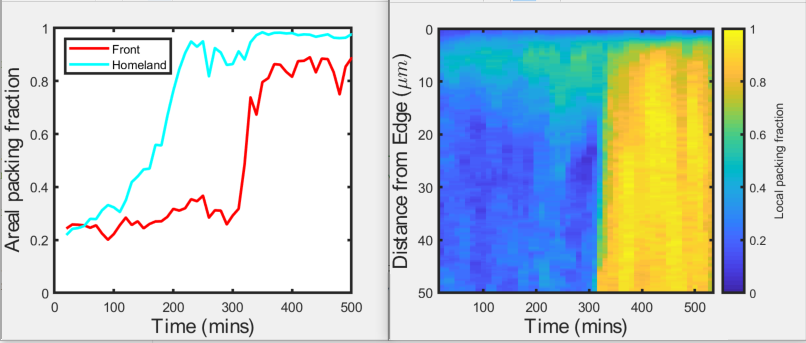 Areal packing fraction
1
0.8
0.6
0.4
0.2
0
Front
Homeland
0 100 200 300 400 500
Time (mins)
Distance from Edge (μm)
0
10
20
30
40
50
100 200 300 400 500
Time (mins)
1
0.8
0.6
0.4
0.2
0
Local packing fraction